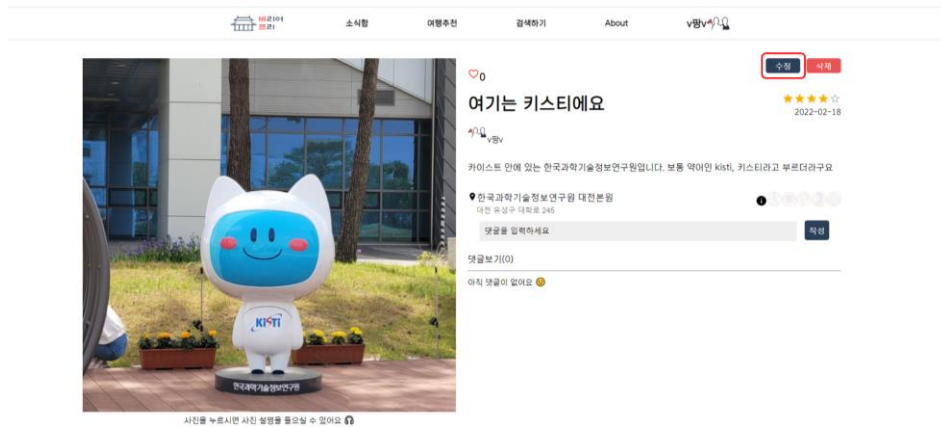 배리어
프리
소식함
여행추천
검색하기
About
v팡v
수정
삭제
0
여기는 키스티에요
2022-02-18
v팡v
카이스트 안에 있는 한국과학기술정보연구원입니다. 보통 약어인 kisti, 키스티라고 부르더라구요
한국과학기술정보연구원 대전본원
대전 유성구 대학로 245
댓글을 입력하세요
작성
댓글보기(0)
아직 댓글이 없어요
KiSTi
한국과학기술정보연구원
사진을 누르시면 사진 설명을 들으실 수 있어요